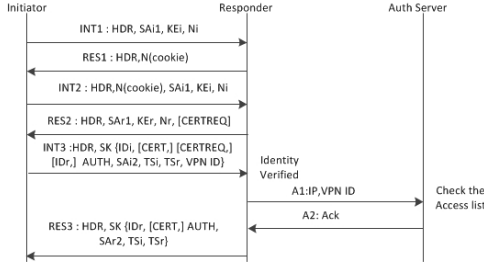 Initiator
Responder
Auth Server
INT1 : HDR, SAi1, KEi, Ni
RES1 : HDR,N(cookie)
INT2 : HDR,N(cookie), SAi1, KEi, Ni
RES2 : HDR, SAr1, KEr, Nr, [CERTREQ]
INT3 :HDR, SK {IDi, [CERT,] [CERTREQ,]
[IDr,] AUTH, SAi2, TSi, TSr, VPN ID}
Identity
Verified
A1:IP,VPN ID
Check the
Access list
A2: Ack
RES3 : HDR, SK {IDr, [CERT,] AUTH,
SAr2, TSi, TSr}